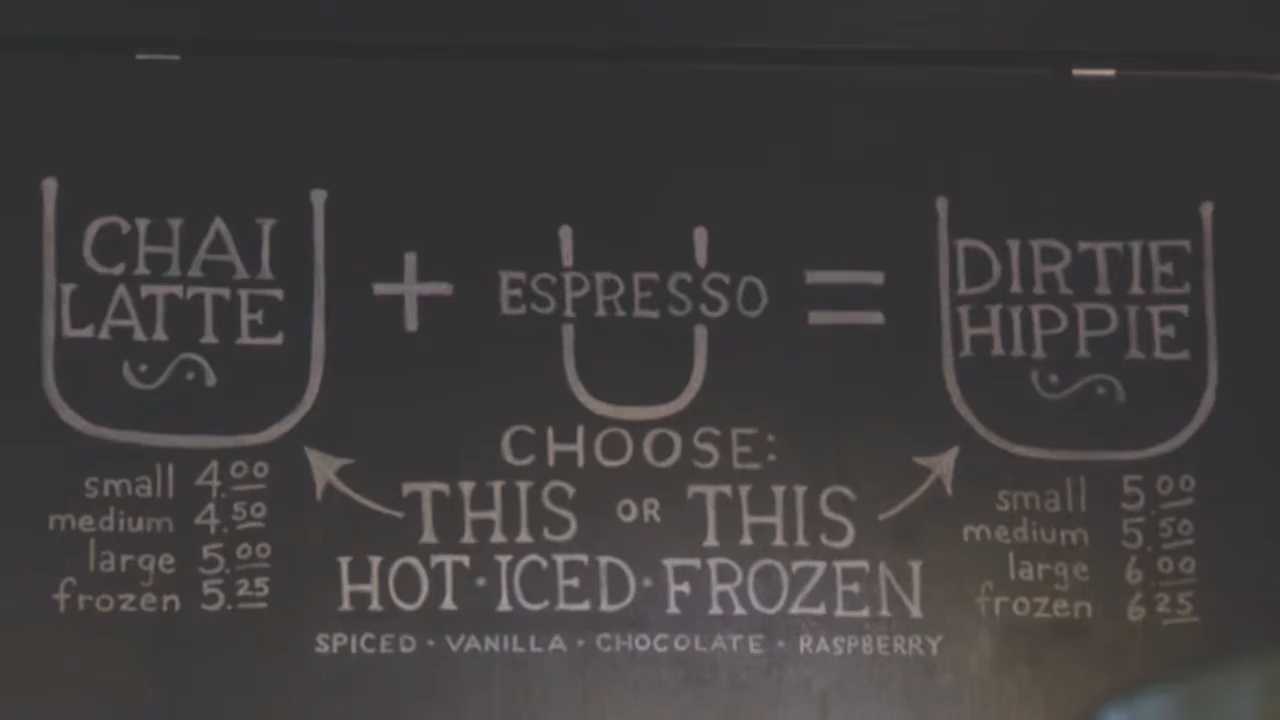 CHAI
LATTE
+
ESPRESSO
=
DIRTIE
HIPPIE
small 4.00
medium 4.50
large 5.00
frozen 5.25
CHOOSE:
THIS OR THIS
HOT·ICED·FROZEN
SPICED · VANILLA · CHOCOLATE · RASPBERRY
small 5.00
medium 5.50
large 6.00
frozen 6 25